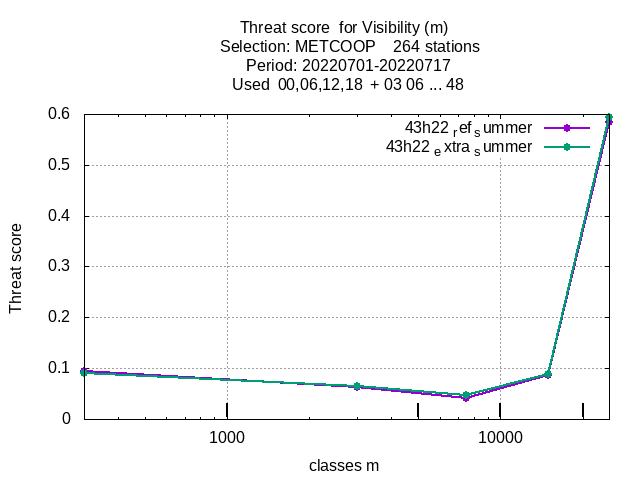 Threat score  for Visibility (m)
Selection: METCOOP    264 stations
Period: 20220701-20220717
Used  00,06,12,18  + 03 06 ... 48
43h22 ref summer
43h22 extra summer
0.6
0.5
0.4
0.3
0.2
0.1
0
Threat score
1000
10000
classes m